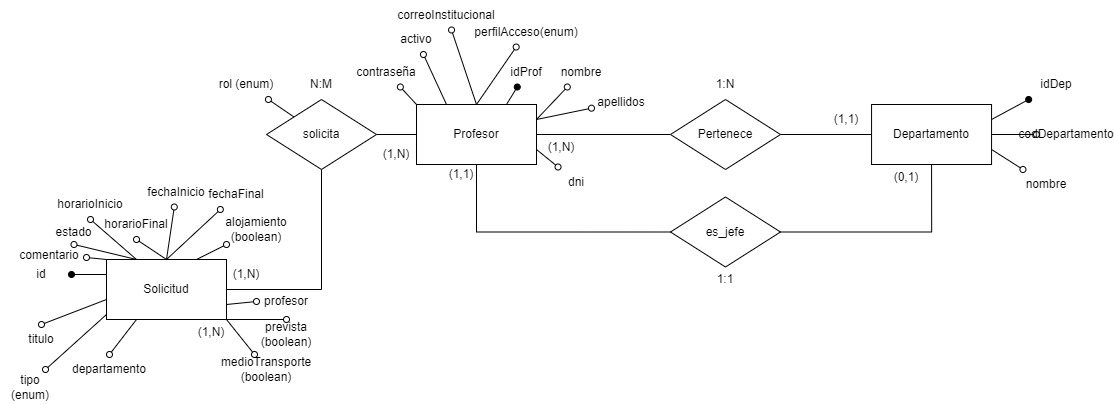 correoInstitucional
perfilAcceso(enum)
activo
contraseña
idProf
nombre
apellidos
rol (enum)
N:M
1:N
idDep
solicita
Profesor
Pertenece
(1,1)
Departamento
codDepartamento
(1,N)
(1,N)
(1,1)
dni
(0,1)
nombre
fechaInicio
fechaFinal
horarioInicio
horarioFinal
alojamiento
(boolean)
estado
comentario
es_jefe
id
(1,N)
1:1
Solicitud
profesor
(1,N)
prevista
(boolean)
titulo
departamento
medioTransporte
(boolean)
tipo
(enum)